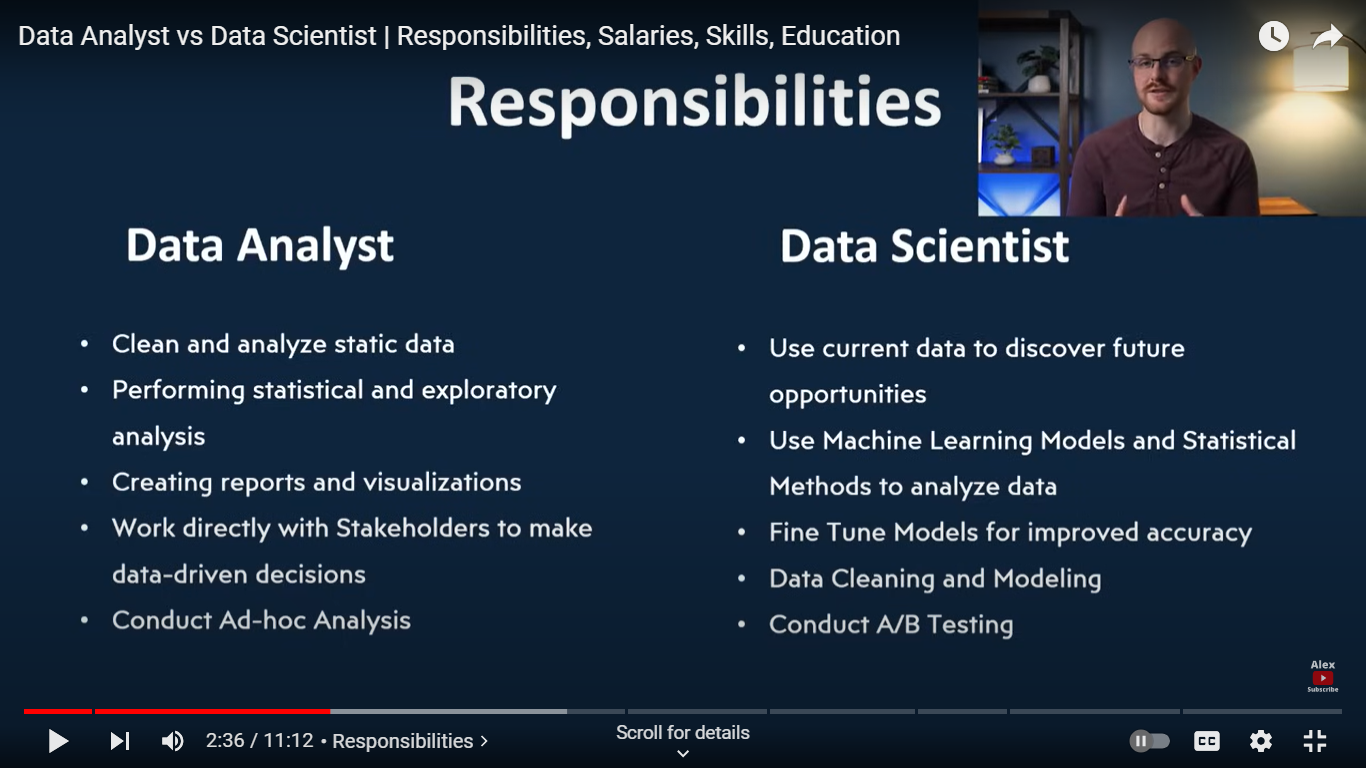 Data Analyst vs Data Scientist | Responsibilities, Salaries, Skills, Education
Responsibilities
Data Analyst
• Clean and analyze static data
• Performing statistical and exploratory
analysis
• Creating reports and visualizations
• Work directly with Stakeholders to make
data-driven decisions
• Conduct Ad-hoc Analysis
Data Scientist
• Use current data to discover future
opportunities
• Use Machine Learning Models and Statistical
Methods to analyze data
• Fine Tune Models for improved accuracy
• Data Cleaning and Modeling
• Conduct A/B Testing
Alex
Subscribe
2:36 / 11:12 • Responsibilities
Scroll for details
CC